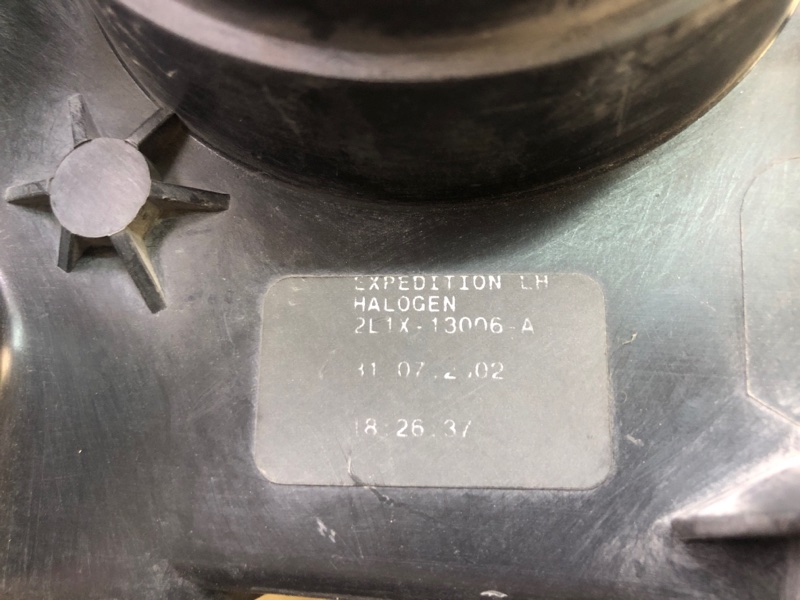 EXPEDITION LH
HALOGEN
2L1X-13006-A
31.07.2002
18:26:37